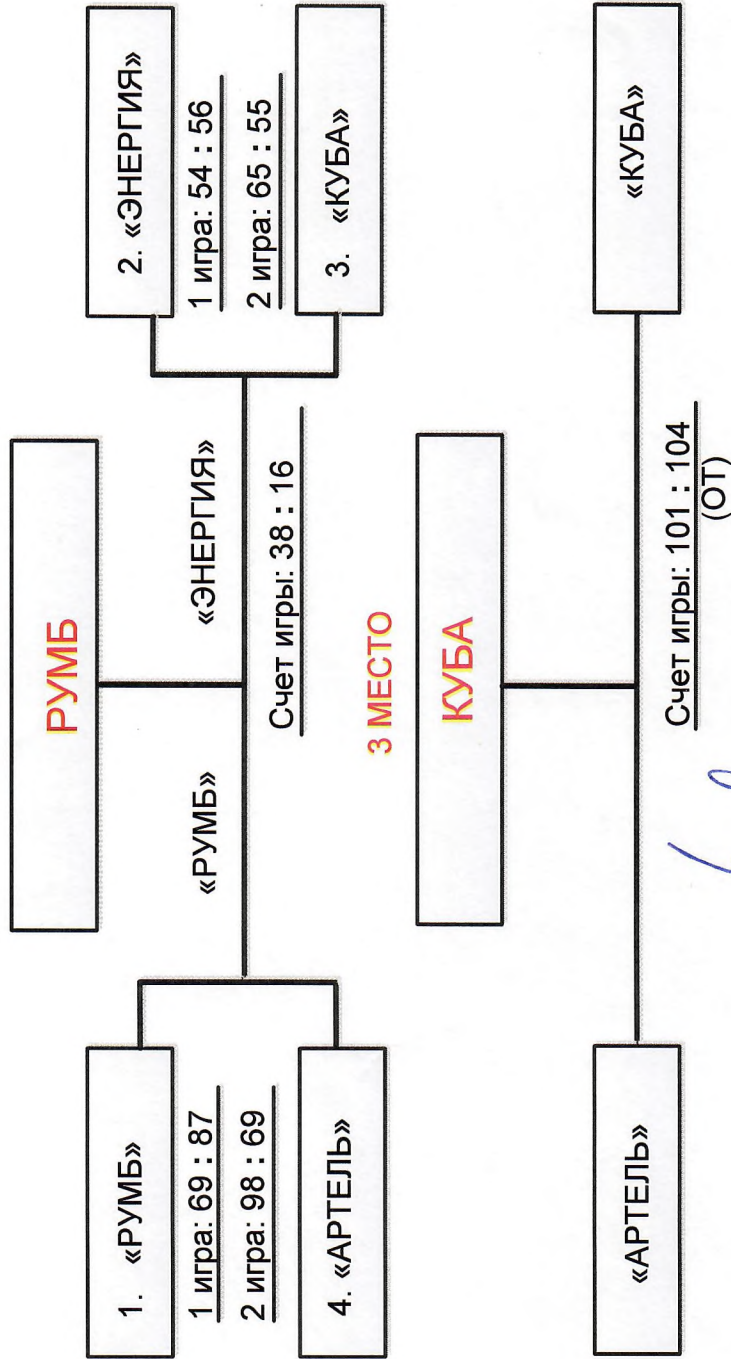 РУМБ
1. «РУМБ»
1 игра: 69 : 87
2 игра: 98 : 69
4. «АРТЕЛЬ»
«РУМБ»
«ЭНЕРГИЯ»
Счет игры: 38 : 16
2. «ЭНЕРГИЯ»
1 игра: 54 : 56
2 игра: 65 : 55
3. «КУБА»
3 МЕСТО
КУБА
«АРТЕЛЬ»
«КУБА»
Счет игры: 101 : 104
(ОТ)